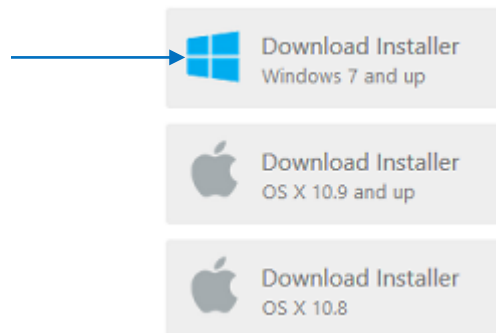 Download Installer
Windows 7 and up
Download Installer
OS X 10.9 and up
Download Installer
OS X 10.8